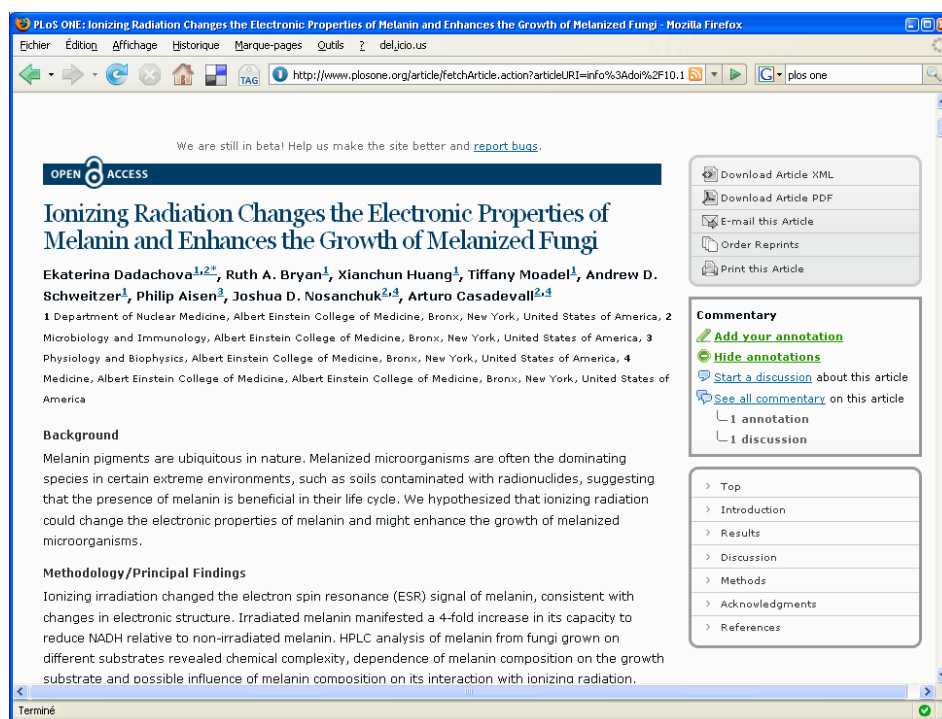 PLoS ONE: Ionizing Radiation Changes the Electronic Properties of Melanin and Enhances the Growth of Melanized Fungi - Mozilla Firefox
Fichier Édition Affichage Historique Marque-pages Outils ? del.icio.us
TAG http://www.plosone.org/article/fetchArticle.action?articleURI=info%3Adoi%2F10.1 G plos one
We are still in beta! Help us make the site better and report bugs.
OPEN ACCESS
Ionizing Radiation Changes the Electronic Properties of
Melanin and Enhances the Growth of Melanized Fungi
Ekaterina Dadachova1,2*, Ruth A. Bryan1, Xianchun Huang1, Tiffany Moadel1, Andrew D.
Schweitzer1, Philip Aisen3, Joshua D. Nosanchuk2,4, Arturo Casadevall2,4
1 Department of Nuclear Medicine, Albert Einstein College of Medicine, Bronx, New York, United States of America, 2
Microbiology and Immunology, Albert Einstein College of Medicine, Bronx, New York, United States of America, 3
Physiology and Biophysics, Albert Einstein College of Medicine, Bronx, New York, United States of America, 4
Medicine, Albert Einstein College of Medicine, Albert Einstein College of Medicine, Bronx, New York, United States of
America
Background
Melanin pigments are ubiquitous in nature. Melanized microorganisms are often the dominating
species in certain extreme environments, such as soils contaminated with radionuclides, suggesting
that the presence of melanin is beneficial in their life cycle. We hypothesized that ionizing radiation
could change the electronic properties of melanin and might enhance the growth of melanized
microorganisms.
Methodology/Principal Findings
Ionizing irradiation changed the electron spin resonance (ESR) signal of melanin, consistent with
changes in electronic structure. Irradiated melanin manifested a 4-fold increase in its capacity to
reduce NADH relative to non-irradiated melanin. HPLC analysis of melanin from fungi grown on
different substrates revealed chemical complexity, dependence of melanin composition on the growth
substrate and possible influence of melanin composition on its interaction with ionizing radiation.
Download Article XML
Download Article PDF
E-mail this Article
Order Reprints
Print this Article
Commentary
Add your annotation
Hide annotations
Start a discussion about this article
See all commentary on this article
1 annotation
1 discussion
> Top
> Introduction
> Results
> Discussion
> Methods
> Acknowledgments
> References
Terminé